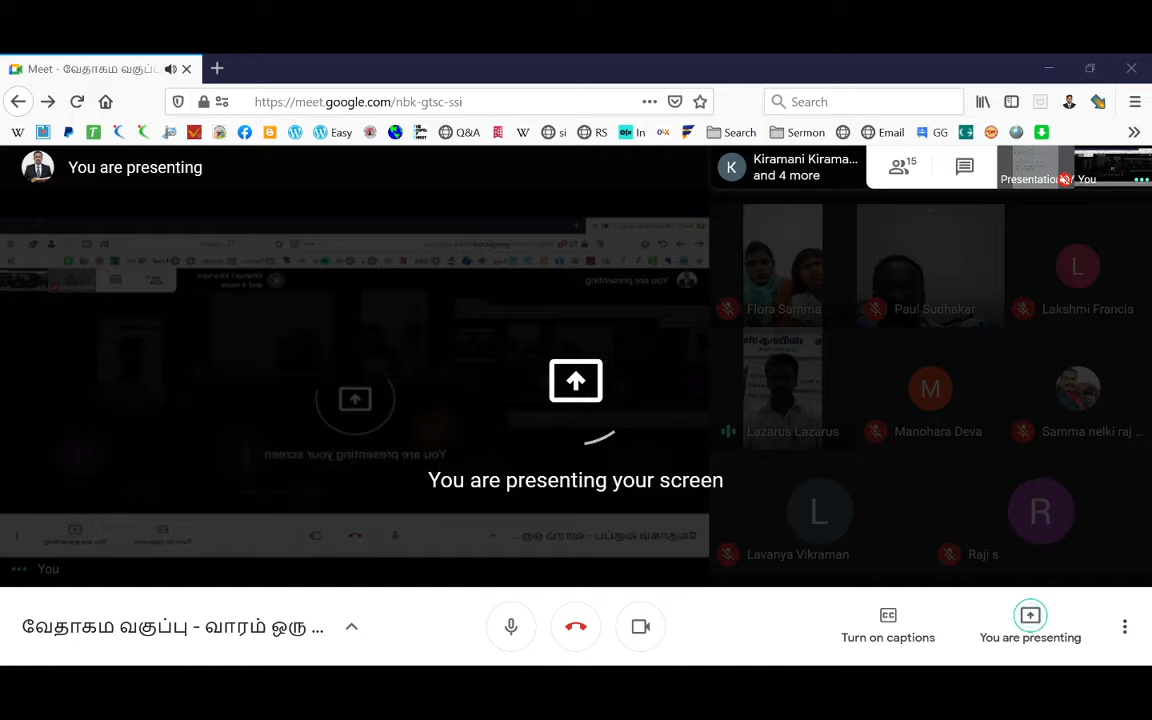 Meet - வேதாகம வகுப்ப
https://meet.google.com/nbk-gtsc-ssi
Search
Easy
Q&A
si
RS
In
Search
Sermon
Email
GG
You are presenting
K
Kiramani Kirama...
and 4 more
15
Presentation
You
Flora Samma
Paul Sudhakar
L
Lakshmi Francis
Lazarus Lazarus
M
Manohara Deva
Samma nelki raj ...
You are presenting your screen
L
Lavanya Vikraman
R
Raji s
You
வேதாகம வகுப்பு - வாரம் ஒரு ...
Turn on captions
You are presenting